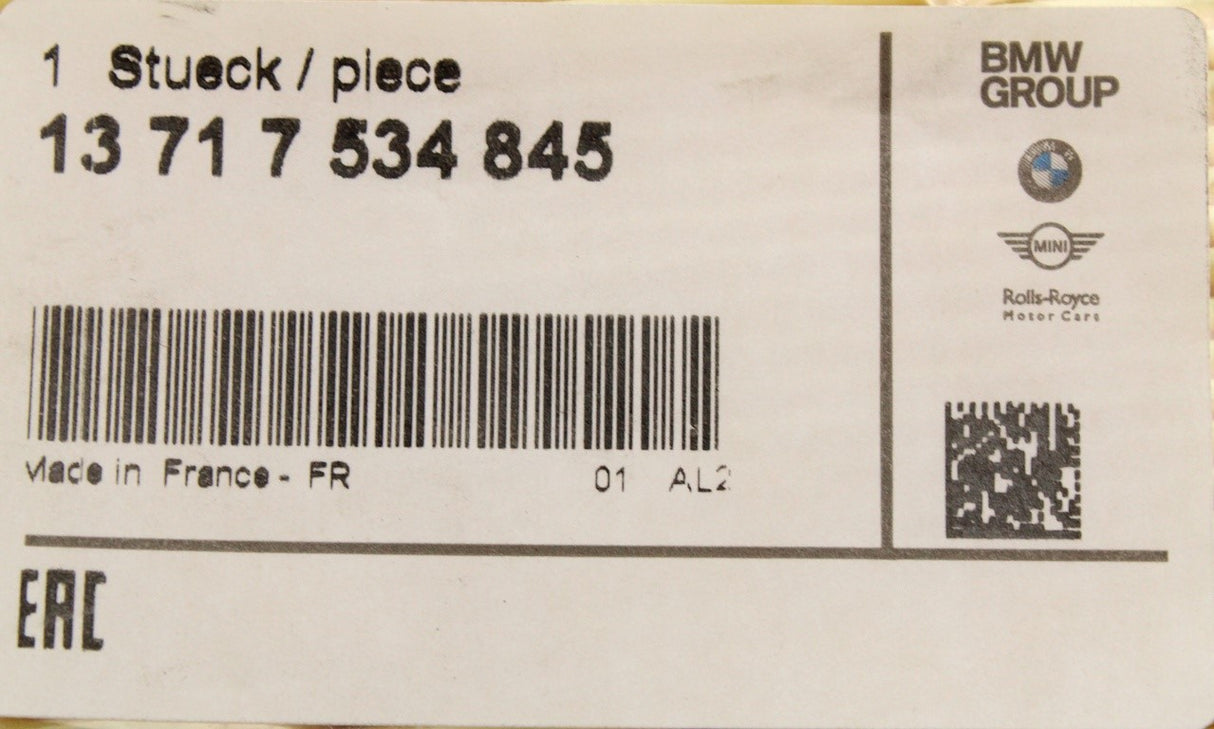 1 Stueck / piece
13 71 7 534 845
Made in France - FR
01 AL2
EAC
BMW
GROUP
MINI
Rolls-Royce
Motor Cars